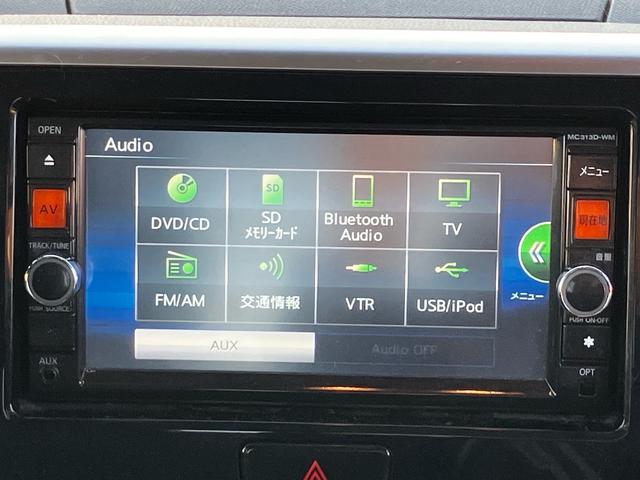 OPEN
MC313D-WM
Audio
メニュー
AV
現在地
DVD/CD
SD
メモリーカード
Bluetooth
Audio
TV
TRACK/TUNE
音量
FM/AM
交通情報
VTR
USB/iPod
メニュー
PUSH SOURCE
PUSH ON-OFF
AUX
Audio OFF
AUX
OPT